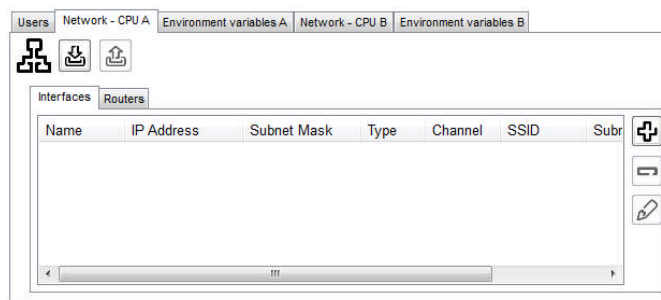 Users Network - CPU A Environment variables A Network - CPU B Environment variables B
Interfaces Routers
Name IP Address Subnet Mask Type Channel SSID Subr